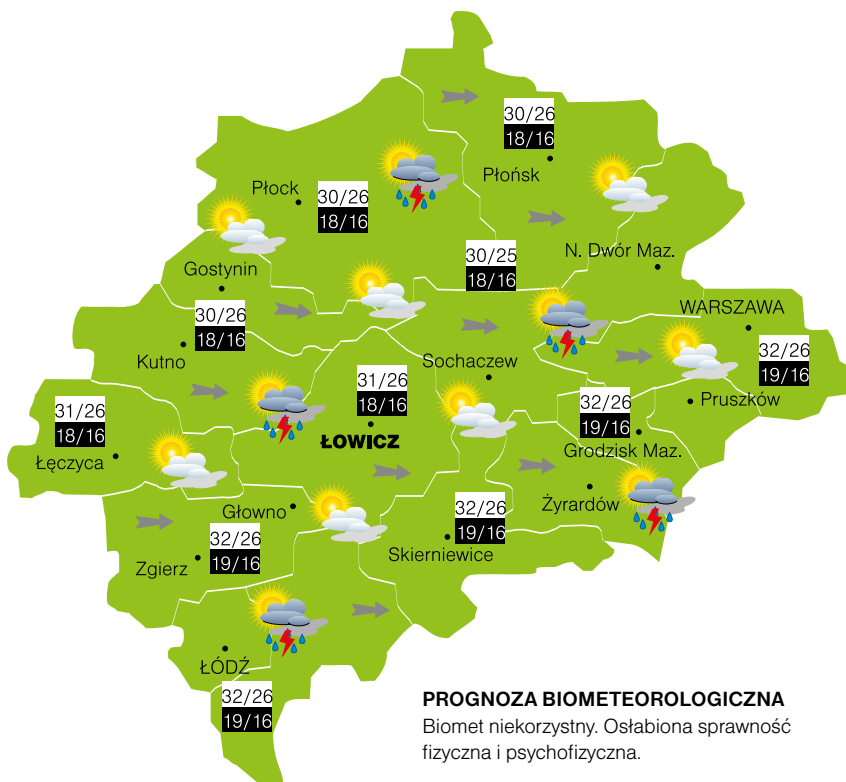 30/26
18/16
Płońsk
Płock
30/26
18/16
N. Dwór Maz.
30/25
18/16
Gostynin
30/26
18/16
Kutno
WARSZAWA
32/26
19/16
Sochaczew
31/26
18/16
ŁOWICZ
Pruszków
32/26
19/16
Grodzisk Maz.
31/26
18/16
Łęczyca
Żyrardów
Głowno
32/26
19/16
Skierniewice
32/26
19/16
Zgierz
ŁÓDŹ
32/26
19/16
PROGNOZA BIOMETEOROLOGICZNA
Biomet niekorzystny. Osłabiona sprawność
fizyczna i psychofizyczna.